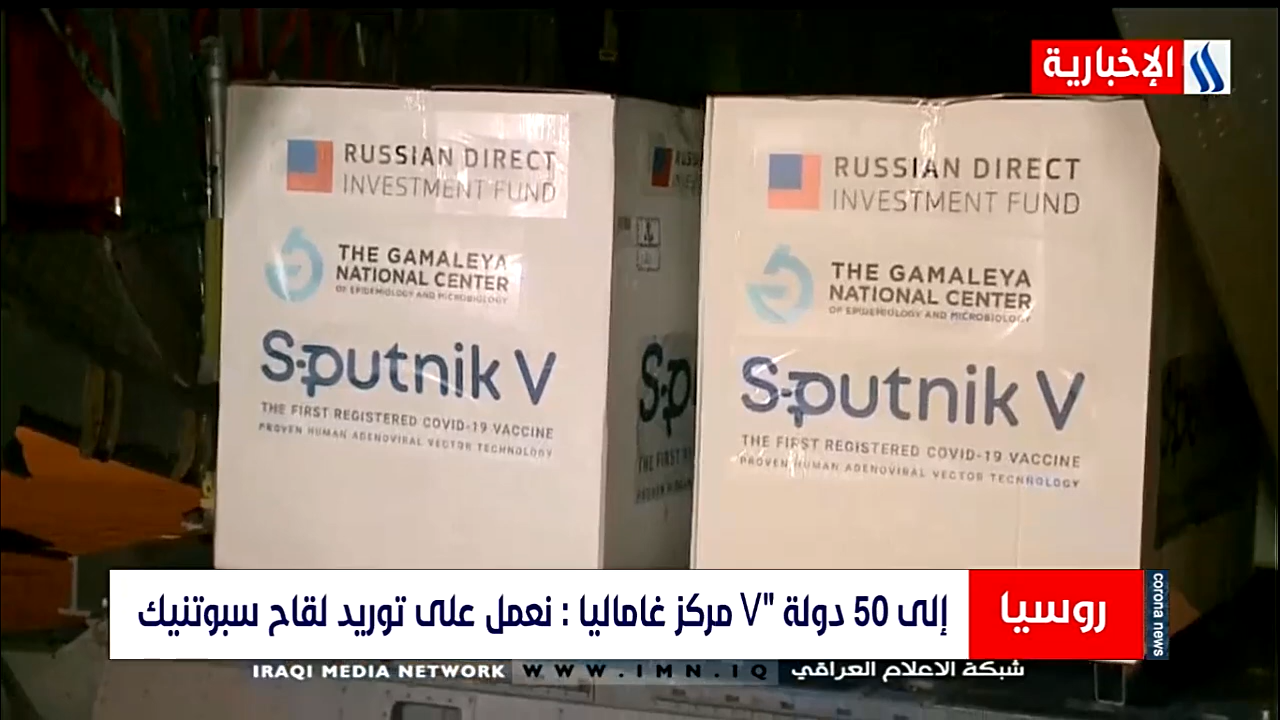 الإخبارية
RUSSIAN DIRECT
INVESTMENT FUND
THE GAMALEYA
NATIONAL CENTER
OF EPIDEMIOLOGY AND MICROBIOLOGY
Sputnik V
THE FIRST REGISTERED COVID-19 VACCINE
PROVEN HUMAN ADENOVIRAL VECTOR TECHNOLOGY
RUSSIAN DIRECT
INVESTMENT FUND
THE GAMALEYA
NATIONAL CENTER
OF EPIDEMIOLOGY AND MICROBIOLOGY
Sputnik V
THE FIRST REGISTERED COVID-19 VACCINE
PROVEN HUMAN ADENOVIRAL VECTOR TECHNOLOGY
corona news
روسيا
إلى 50 دولة "V مركز غاماليا : نعمل على توريد لقاح سبوتنيك
IRAQI MEDIA NETWORK WWW.IMN.IQ شبكة الاعلام العراقي